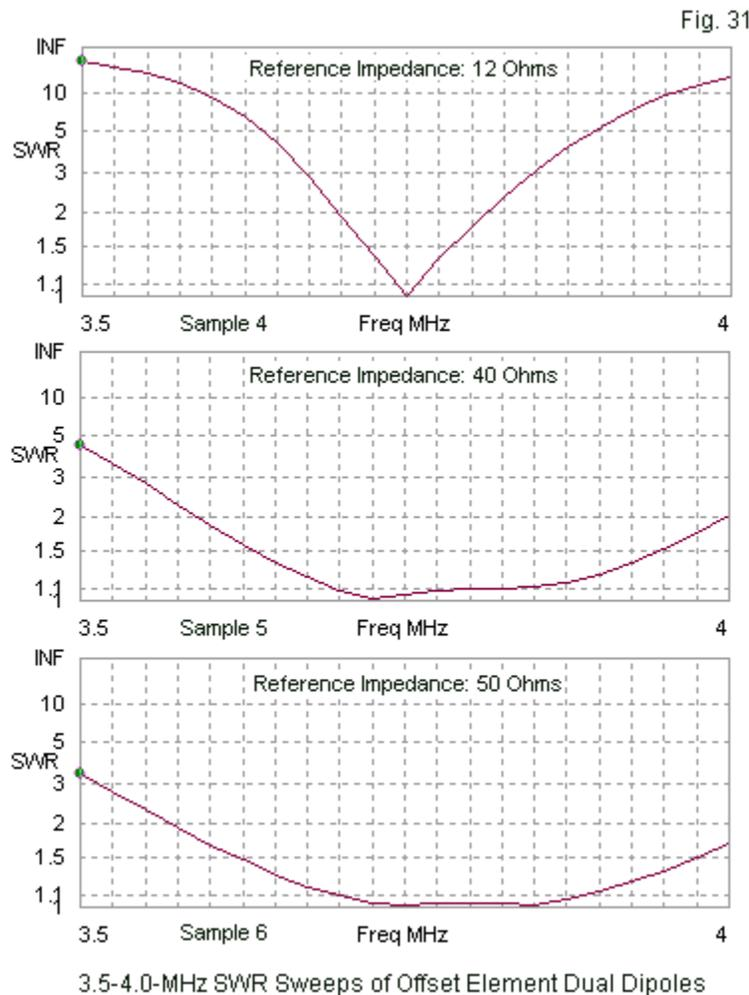 Fig. 31
INF
Reference Impedance: 12 Ohms
10
5
SWR
3
2
1.5
1.1
1
3.5 Sample 4 Freq MHz 4
INF
Reference Impedance: 40 Ohms
10
5
SWR
3
2
1.5
1.1
1
3.5 Sample 5 Freq MHz 4
INF
Reference Impedance: 50 Ohms
10
5
SWR
3
2
1.5
1.1
1
3.5 Sample 6 Freq MHz 4
3.5-4.0-MHz SWR Sweeps of Offset Element Dual Dipoles